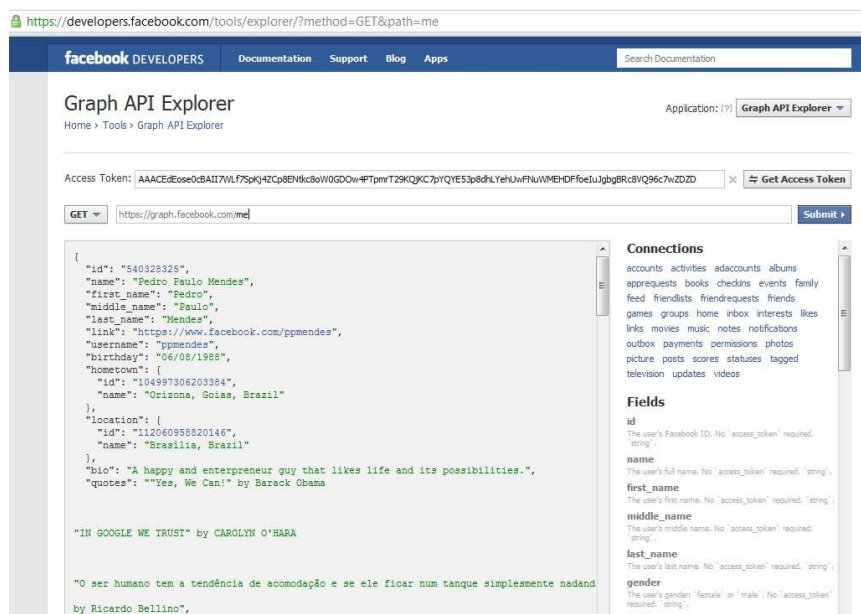 https://developers.facebook.com/tools/explorer/?method=GET&path=me
facebook DEVELOPERS Documentation Support Blog Apps Search Documentation
Graph API Explorer
Application: [?] Graph API Explorer
Home › Tools › Graph API Explorer
Access Token: Get Access Token
GET https://graph.facebook.com/me Submit
{
"id": "540328325",
"name": "Pedro Paulo Mendes",
"first_name": "Pedro",
"middle_name": "Paulo",
"last_name": "Mendes",
"link": "https://www.facebook.com/ppmendes",
"username": "ppmendes",
"birthday": "06/08/1988",
"hometown": {
"id": "104997306203384",
"name": "Orizona, Goias, Brazil"
},
"location": {
"id": "112060958820146",
"name": "Brasília, Brazil"
},
"bio": "A happy and enterpreneur guy that likes life and its possibilities.",
"quotes": ""Yes, We Can!" by Barack Obama
"IN GOOGLE WE TRUST" by CAROLYN O'HARA
"O ser humano tem a tendência de acomodação e se ele ficar num tanque simplesmente nadand
by Ricardo Bellino",
Connections
accounts activities adaccounts albums
apprequests books checkins events family
feed friendlists friendrequests friends
games groups home inbox interests likes
links movies music notes notifications
outbox payments permissions photos
picture posts scores statuses tagged
television updates videos
Fields
id
The user's Facebook ID. No `access_token` required.
`string`.
name
The user's full name. No `access_token` required. `string`.
first_name
The user's first name. No `access_token` required. `string`.
middle_name
The user's middle name. No `access_token` required.
`string`.
last_name
The user's last name. No `access_token` required. `string`.
gender
The user's gender: `female` or `male`. No `access_token`
required. `string`.